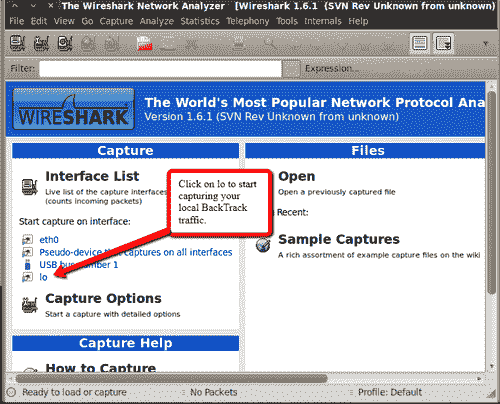 The Wireshark Network Analyzer [Wireshark 1.6.1 (SVN Rev Unknown from unknown)]
File Edit View Go Capture Analyze Statistics Telephony Tools Internals Help
Filter:
Expression...
WIRESHARK
The World's Most Popular Network Protocol Ana
Version 1.6.1 (SVN Rev Unknown from unknown)
Capture
Interface List
Live list of the capture interfaces
(counts incoming packets)
Start capture on interface:
eth0
Pseudo-device that captures on all interfaces
USB bus number 1
lo
Click on lo to start
capturing your
local BackTrack
traffic.
Capture Options
Start a capture with detailed options
Capture Help
How to Capture
Files
Open
Open a previously captured file
Recent:
Sample Captures
A rich assortment of example capture files on the wiki
Ready to load or capture
No Packets
Profile: Default